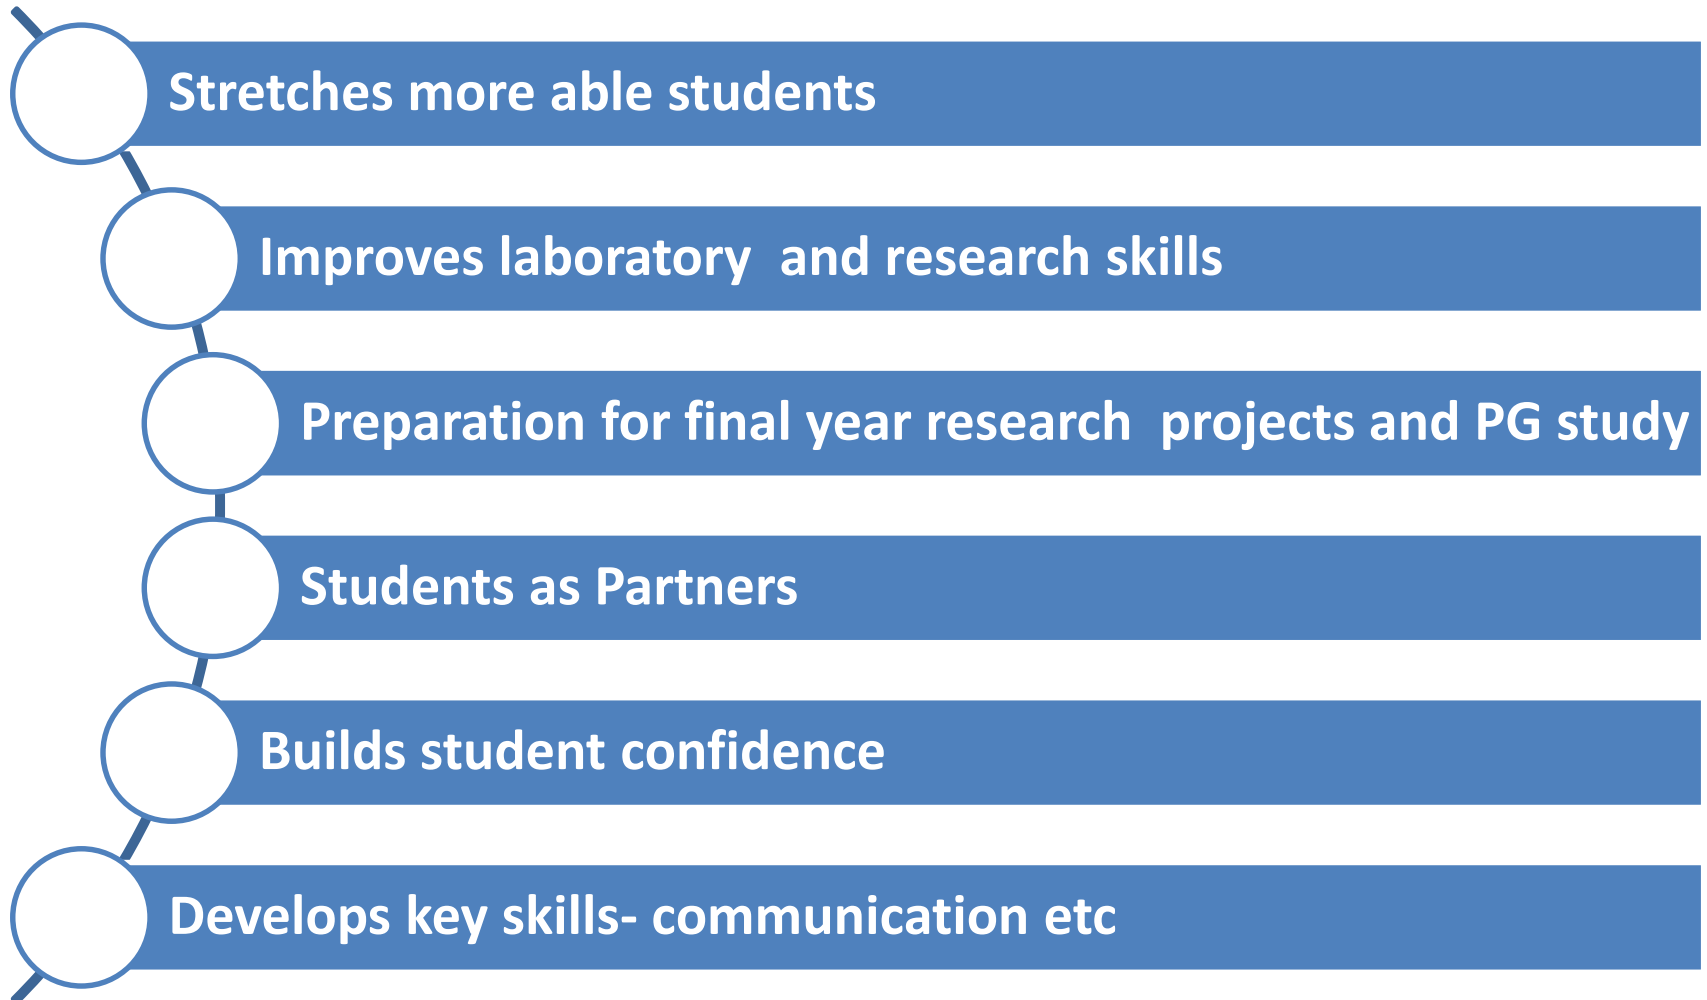 Stretches more able students
Improves laboratory  and research skills
Preparation for final year research  projects and PG study
Students as Partners
Builds student confidence
Develops key skills- communication etc